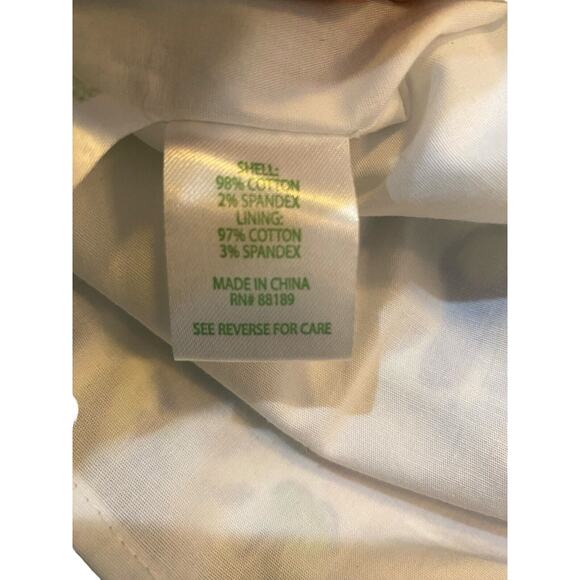 SHELL:
98% COTTON
2% SPANDEX
LINING:
97% COTTON
3% SPANDEX
MADE IN CHINA
RN# 88189
SEE REVERSE FOR CARE